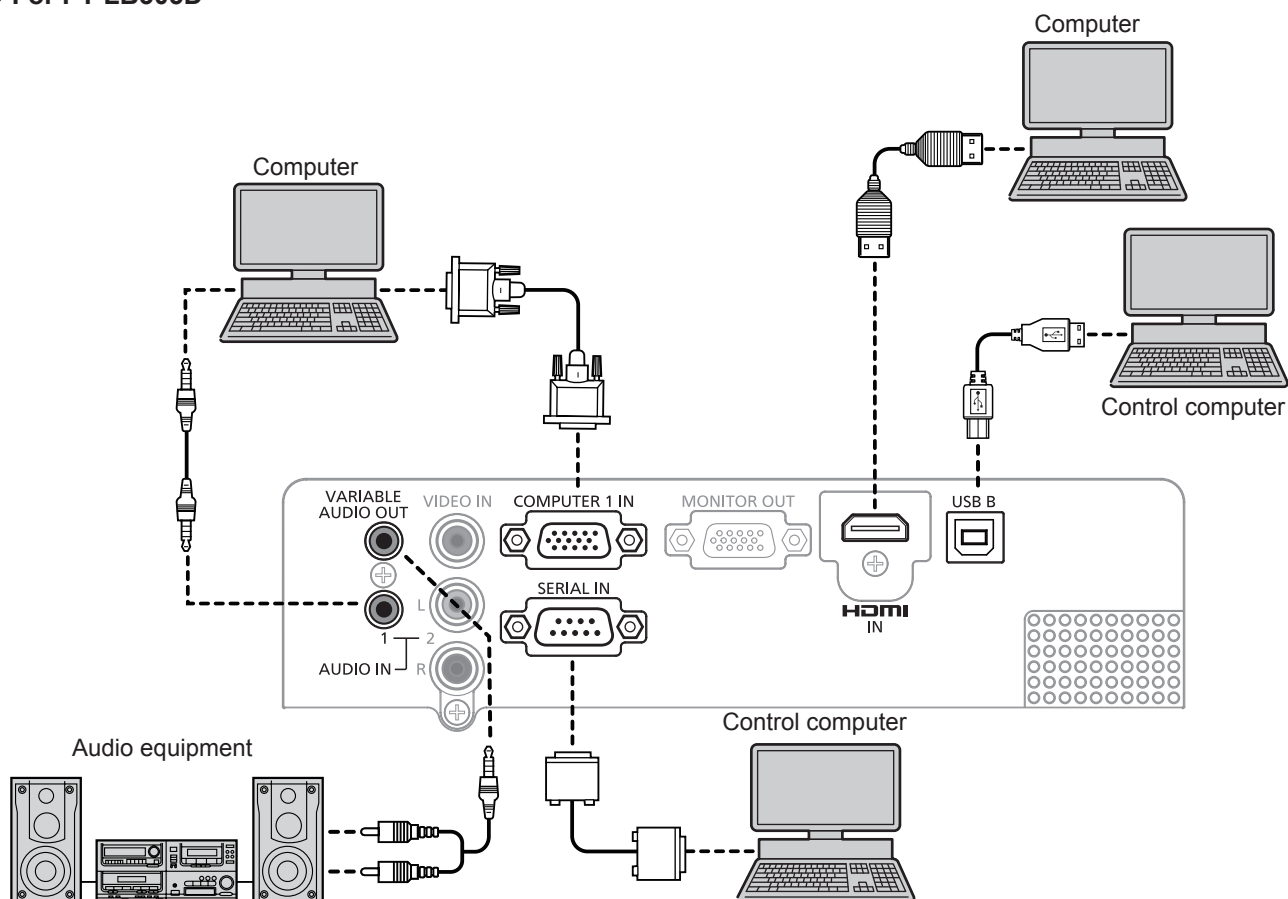 Computer
Computer
Control computer
VARIABLE
AUDIO OUT
VIDEO IN
COMPUTER 1 IN
MONITOR OUT
USB B
SERIAL IN
HDMI
IN
L
1
2
AUDIO IN
R
Control computer
Audio equipment